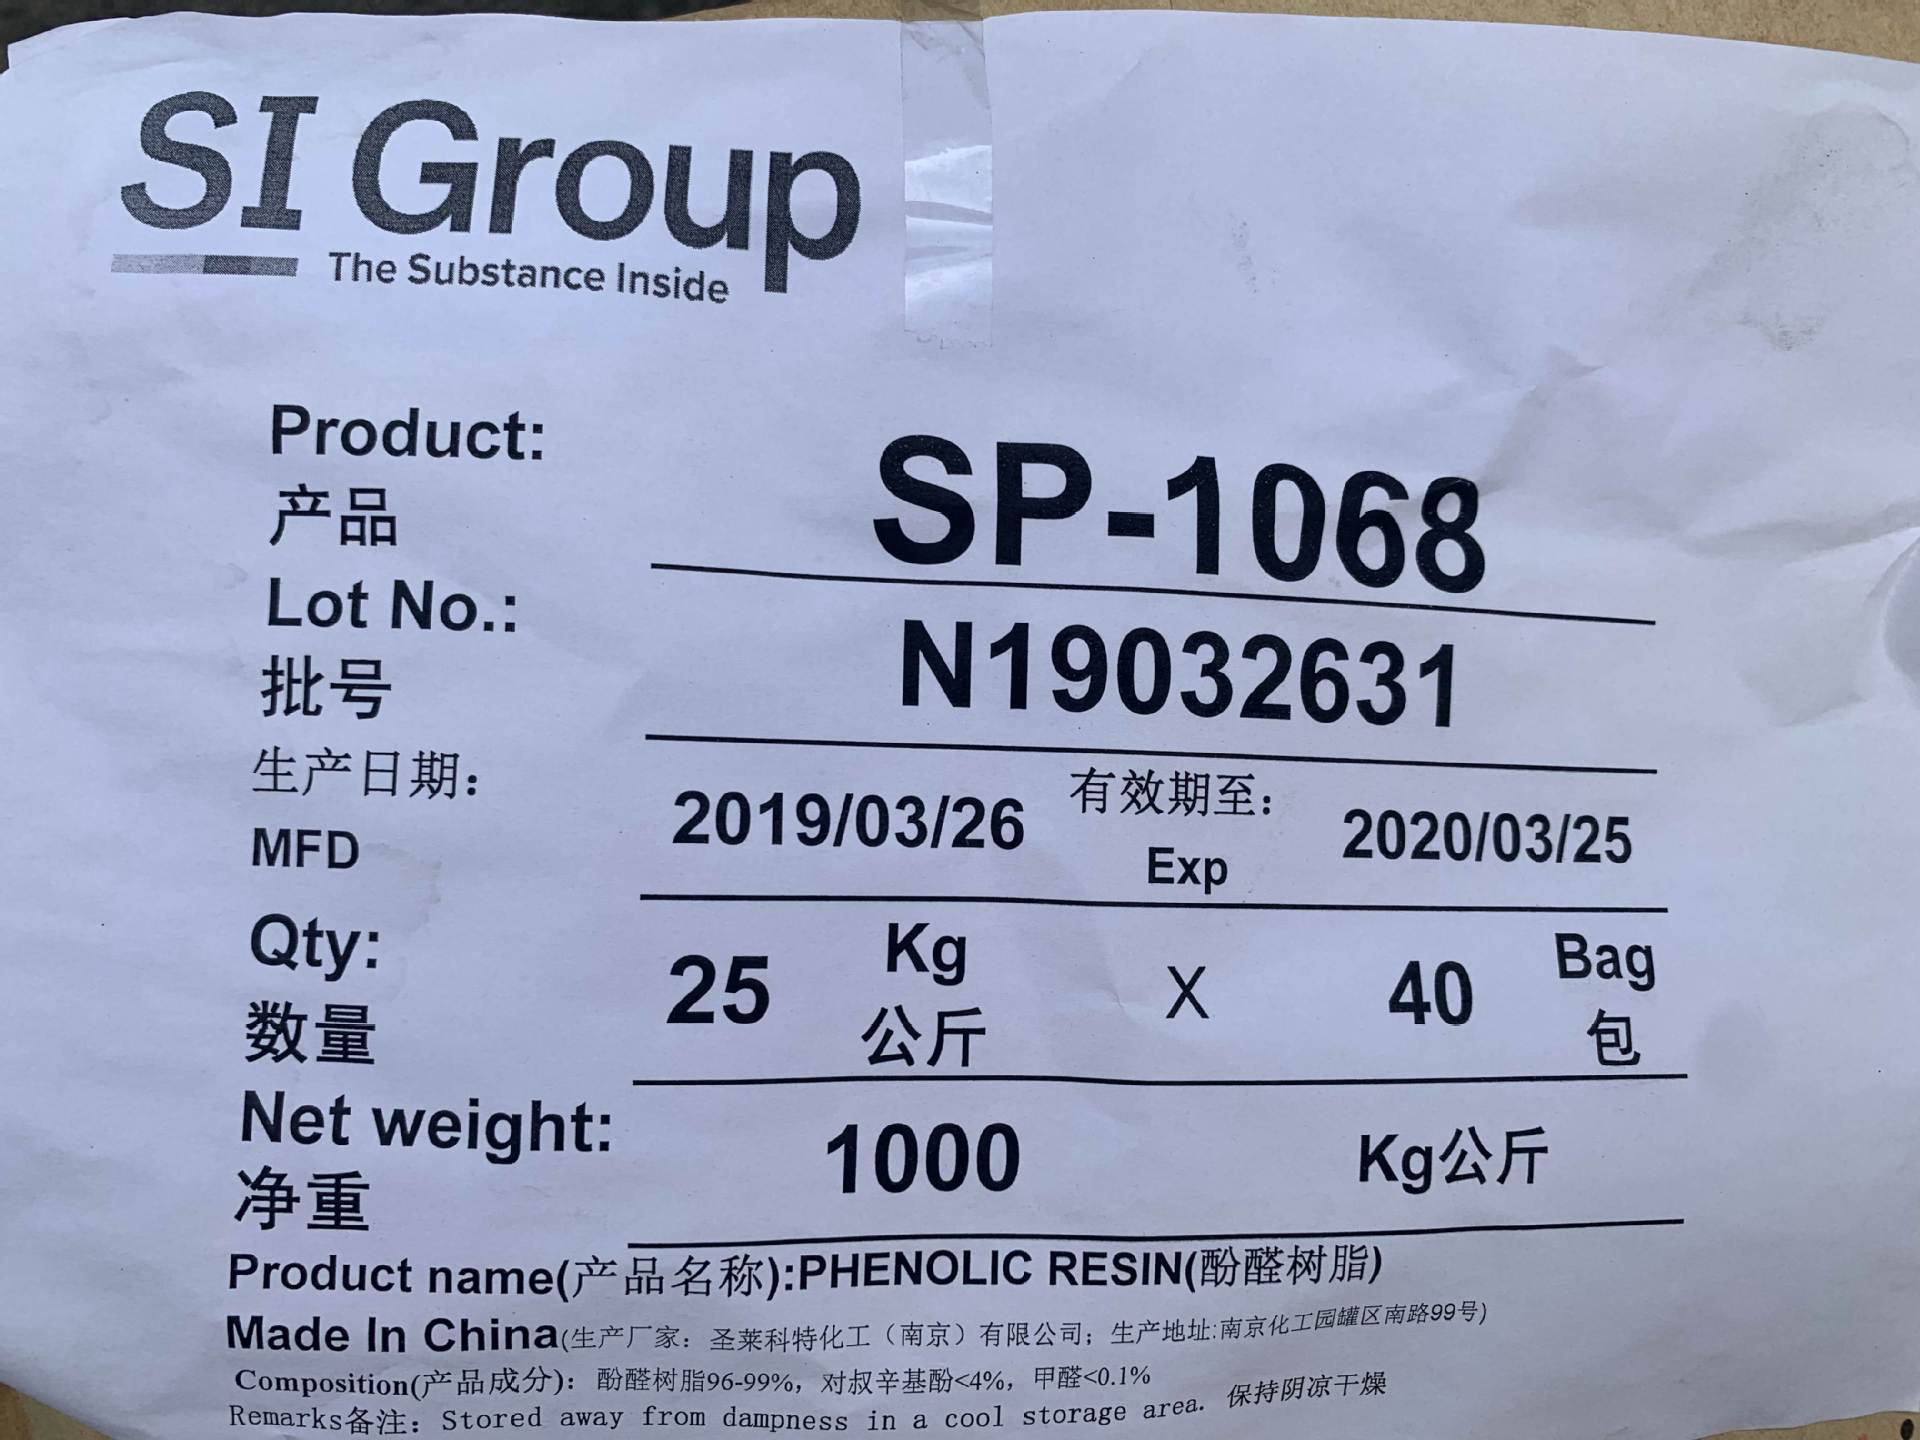 SI Group
The Substance Inside
Product: SP-1068
产品
Lot No.: N19032631
批号
生产日期: 2019/03/26 有效期至: 2020/03/25
MFD Exp
Qty: 25 Kg X 40 Bag
数量 公斤 包
Net weight: 1000 Kg公斤
净重
Product name(产品名称):PHENOLIC RESIN(酚醛树脂)
Made In China(生产厂家：圣莱科特化工（南京）有限公司；生产地址:南京化工园罐区南路99号)
Composition(产品成分)：酚醛树脂96-99%，对叔辛基酚<4%，甲醛<0.1%
Remarks备注：Stored away from dampness in a cool storage area. 保持阴凉干燥